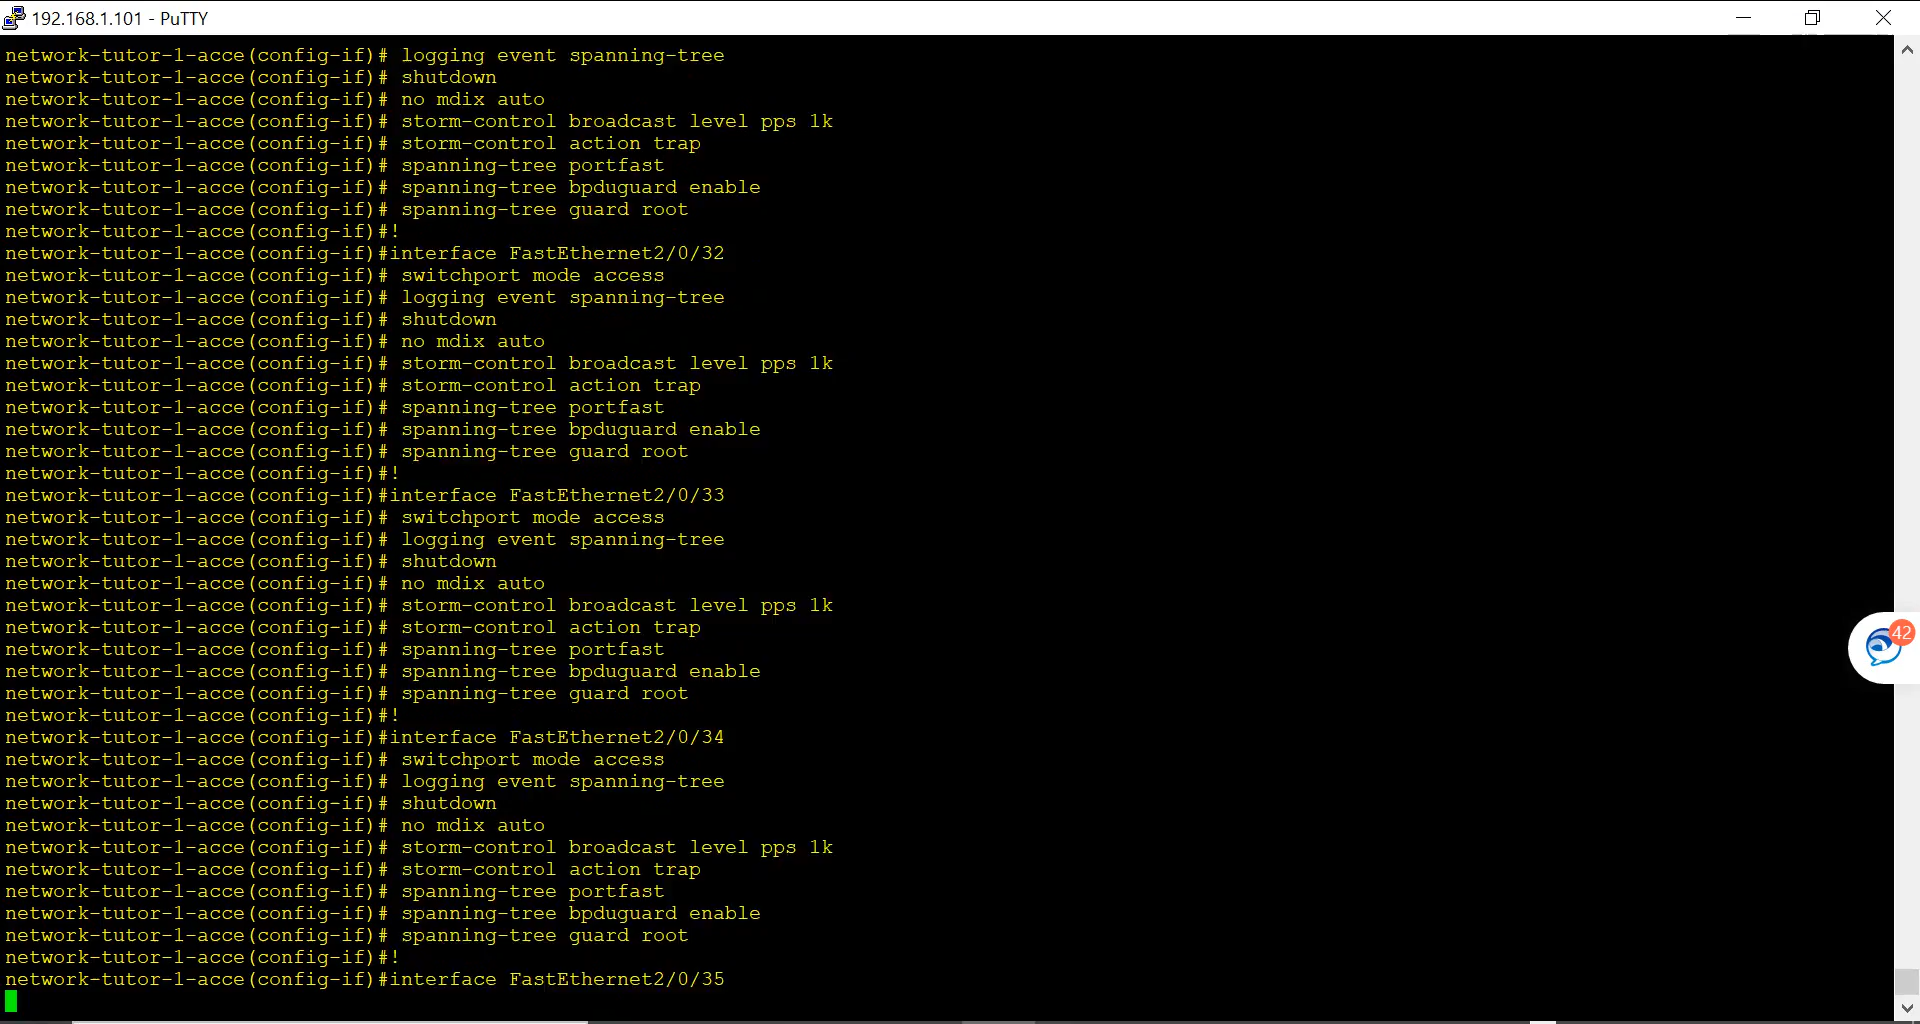 192.168.1.101 - PuTTY
network-tutor-1-acce(config-if)# logging event spanning-tree
network-tutor-1-acce(config-if)# shutdown
network-tutor-1-acce(config-if)# no mdix auto
network-tutor-1-acce(config-if)# storm-control broadcast level pps 1k
network-tutor-1-acce(config-if)# storm-control action trap
network-tutor-1-acce(config-if)# spanning-tree portfast
network-tutor-1-acce(config-if)# spanning-tree bpduguard enable
network-tutor-1-acce(config-if)# spanning-tree guard root
network-tutor-1-acce(config-if)#!
network-tutor-1-acce(config-if)#interface FastEthernet2/0/32
network-tutor-1-acce(config-if)# switchport mode access
network-tutor-1-acce(config-if)# logging event spanning-tree
network-tutor-1-acce(config-if)# shutdown
network-tutor-1-acce(config-if)# no mdix auto
network-tutor-1-acce(config-if)# storm-control broadcast level pps 1k
network-tutor-1-acce(config-if)# storm-control action trap
network-tutor-1-acce(config-if)# spanning-tree portfast
network-tutor-1-acce(config-if)# spanning-tree bpduguard enable
network-tutor-1-acce(config-if)# spanning-tree guard root
network-tutor-1-acce(config-if)#!
network-tutor-1-acce(config-if)#interface FastEthernet2/0/33
network-tutor-1-acce(config-if)# switchport mode access
network-tutor-1-acce(config-if)# logging event spanning-tree
network-tutor-1-acce(config-if)# shutdown
network-tutor-1-acce(config-if)# no mdix auto
network-tutor-1-acce(config-if)# storm-control broadcast level pps 1k
network-tutor-1-acce(config-if)# storm-control action trap
network-tutor-1-acce(config-if)# spanning-tree portfast
network-tutor-1-acce(config-if)# spanning-tree bpduguard enable
network-tutor-1-acce(config-if)# spanning-tree guard root
network-tutor-1-acce(config-if)#!
network-tutor-1-acce(config-if)#interface FastEthernet2/0/34
network-tutor-1-acce(config-if)# switchport mode access
network-tutor-1-acce(config-if)# logging event spanning-tree
network-tutor-1-acce(config-if)# shutdown
network-tutor-1-acce(config-if)# no mdix auto
network-tutor-1-acce(config-if)# storm-control broadcast level pps 1k
network-tutor-1-acce(config-if)# storm-control action trap
network-tutor-1-acce(config-if)# spanning-tree portfast
network-tutor-1-acce(config-if)# spanning-tree bpduguard enable
network-tutor-1-acce(config-if)# spanning-tree guard root
network-tutor-1-acce(config-if)#!
network-tutor-1-acce(config-if)#interface FastEthernet2/0/35
42